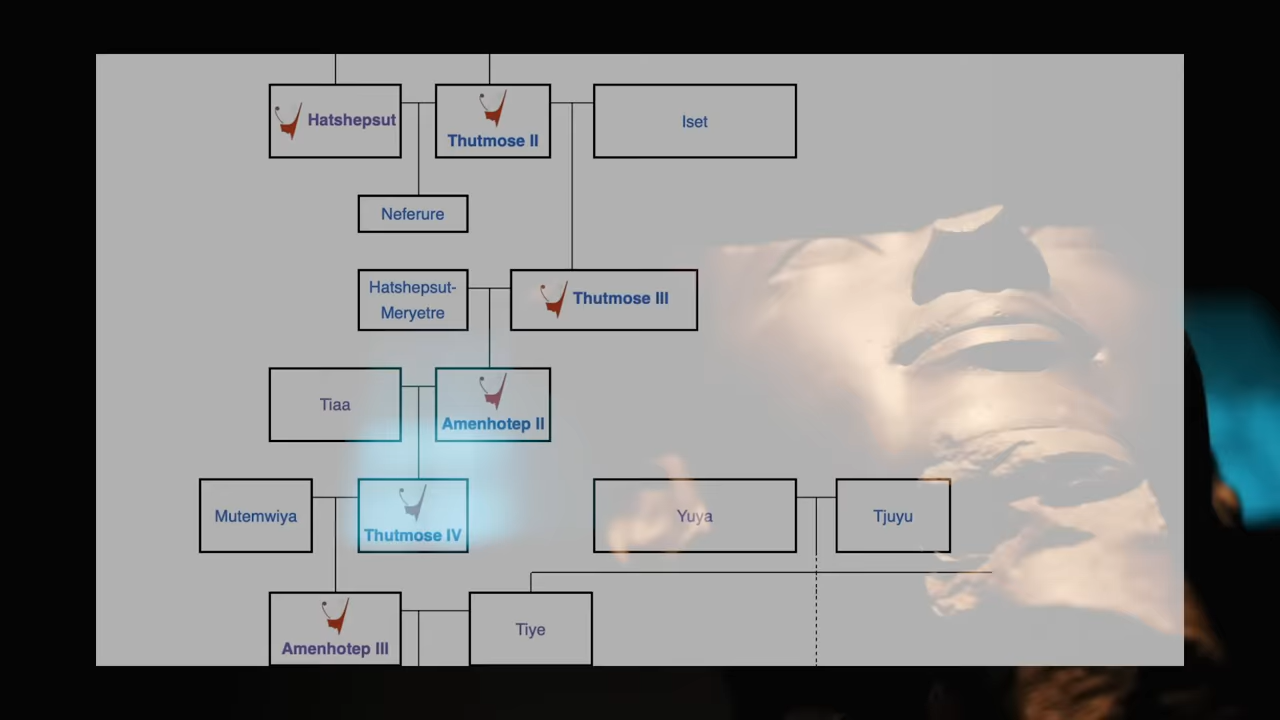 Hatshepsut
Thutmose II
Iset
Neferure
Hatshepsut-
Meryetre
Thutmose III
Tiaa
Amenhotep II
Mutemwiya
Thutmose IV
Yuya
Tjuyu
Amenhotep III
Tiye